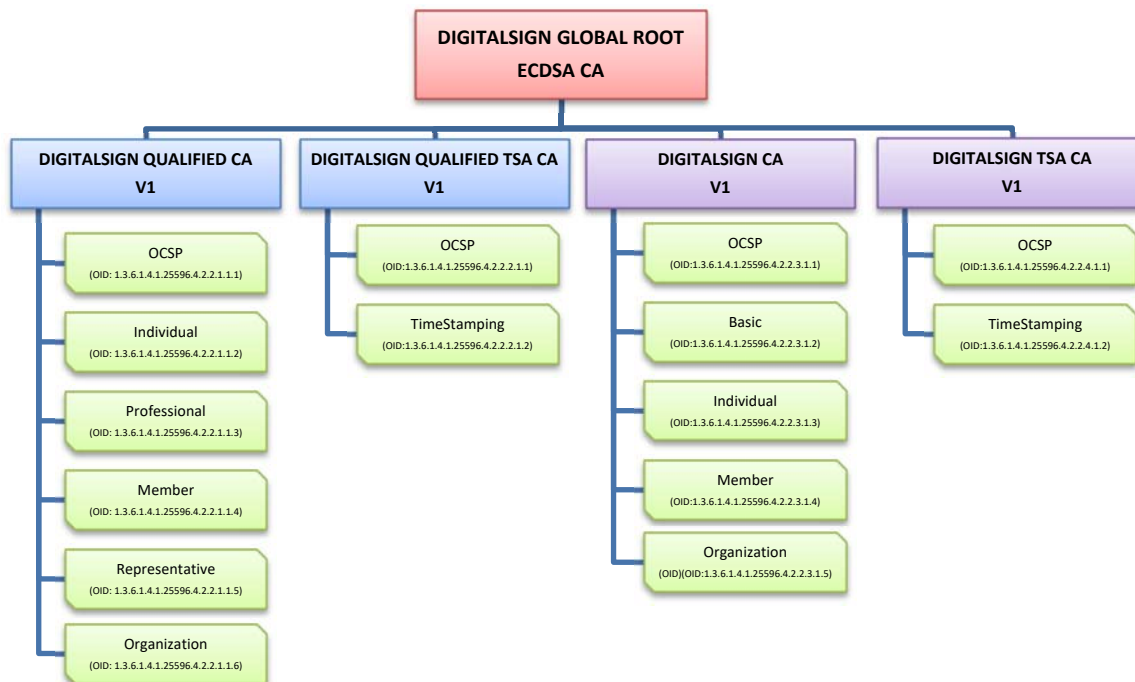 DIGITALSIGN GLOBAL ROOT
ECDSA CA
DIGITALSIGN QUALIFIED CA
V1
OCSP
(OID: 1.3.6.1.4.1.25596.4.2.2.1.1.1)
Individual
(OID: 1.3.6.1.4.1.25596.4.2.2.1.1.2)
Professional
(OID: 1.3.6.1.4.1.25596.4.2.2.1.1.3)
Member
(OID: 1.3.6.1.4.1.25596.4.2.2.1.1.4)
Representative
(OID: 1.3.6.1.4.1.25596.4.2.2.1.1.5)
Organization
(OID: 1.3.6.1.4.1.25596.4.2.2.1.1.6)
DIGITALSIGN QUALIFIED TSA CA
V1
OCSP
(OID:1.3.6.1.4.1.25596.4.2.2.2.1.1)
TimeStamping
(OID:1.3.6.1.4.1.25596.4.2.2.2.1.2)
DIGITALSIGN CA
V1
OCSP
(OID:1.3.6.1.4.1.25596.4.2.2.3.1.1)
Basic
(OID:1.3.6.1.4.1.25596.4.2.2.3.1.2)
Individual
(OID:1.3.6.1.4.1.25596.4.2.2.3.1.3)
Member
(OID:1.3.6.1.4.1.25596.4.2.2.3.1.4)
Organization
(OID)(OID:1.3.6.1.4.1.25596.4.2.2.3.1.5)
DIGITALSIGN TSA CA
V1
OCSP
(OID:1.3.6.1.4.1.25596.4.2.2.4.1.1)
TimeStamping
(OID:1.3.6.1.4.1.25596.4.2.2.4.1.2)